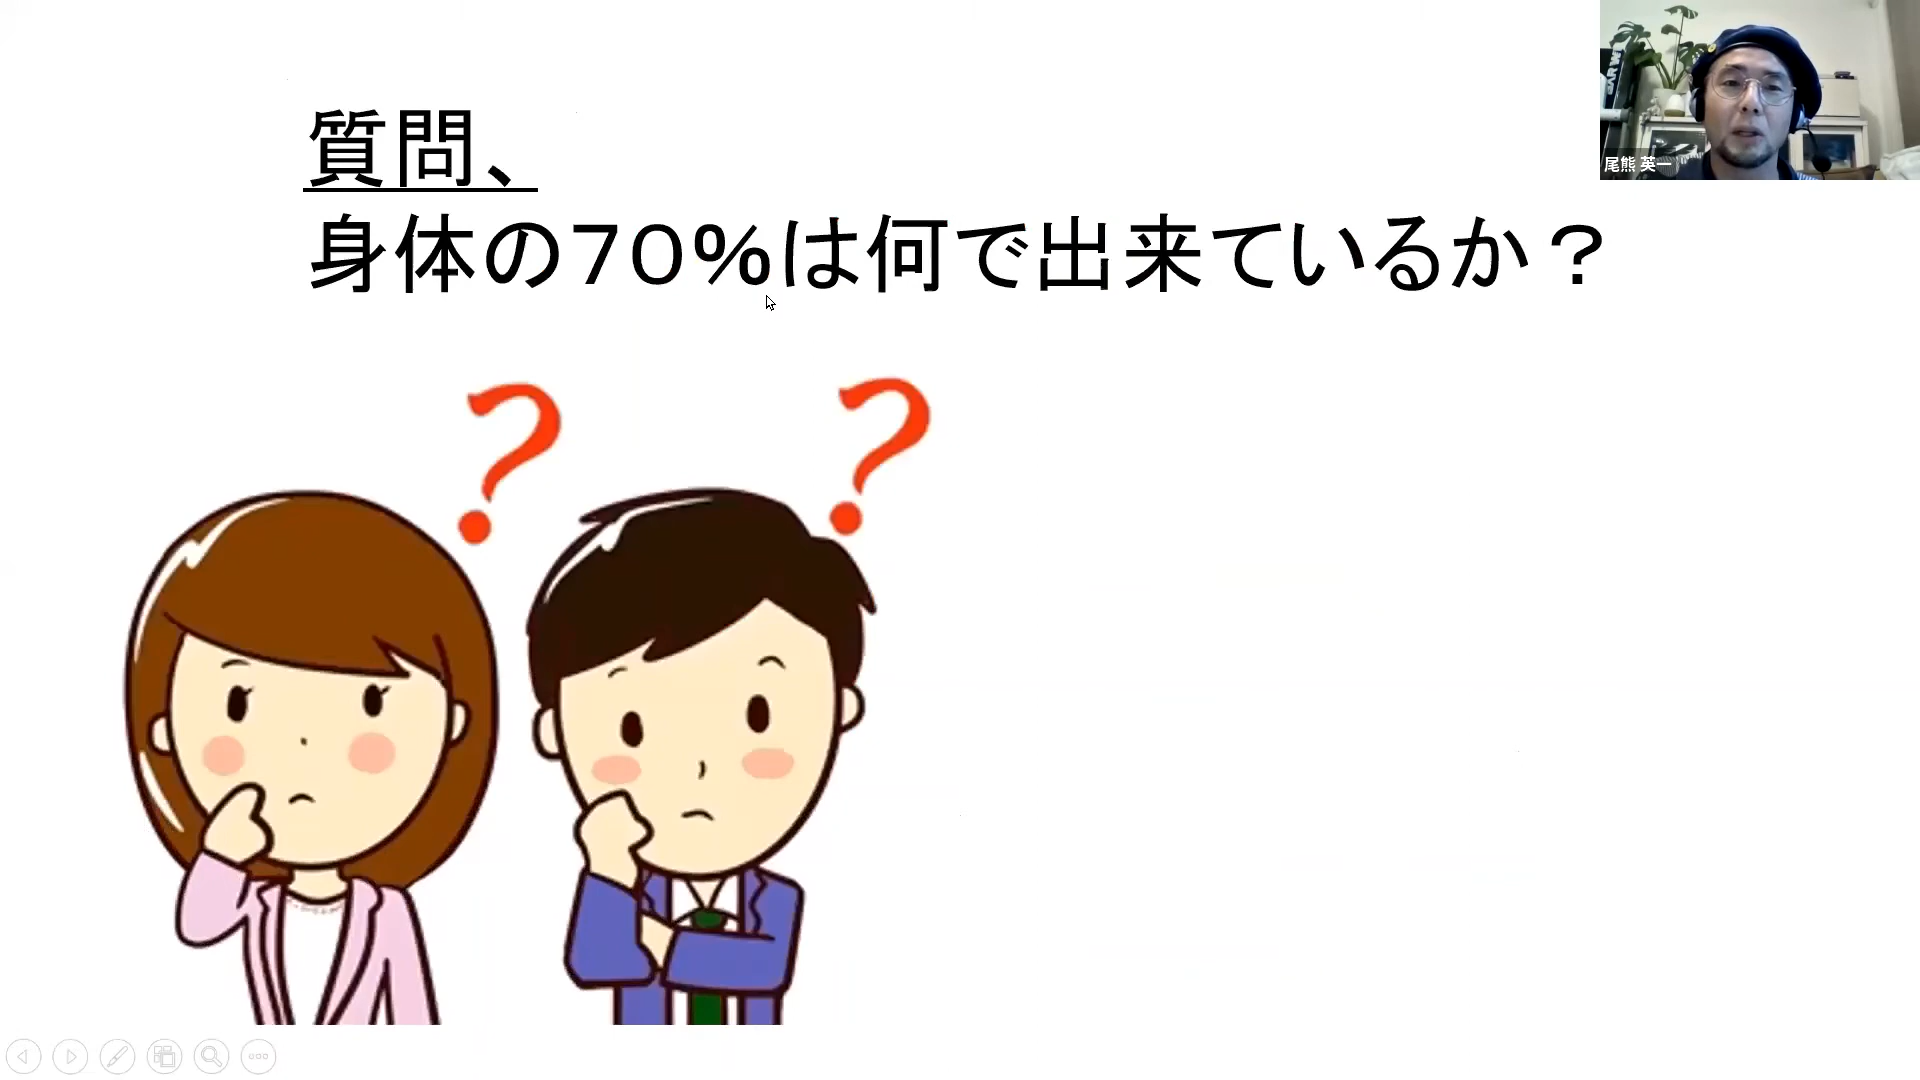 質問、
身体の70%は何で出来ているか？
尾熊 英一